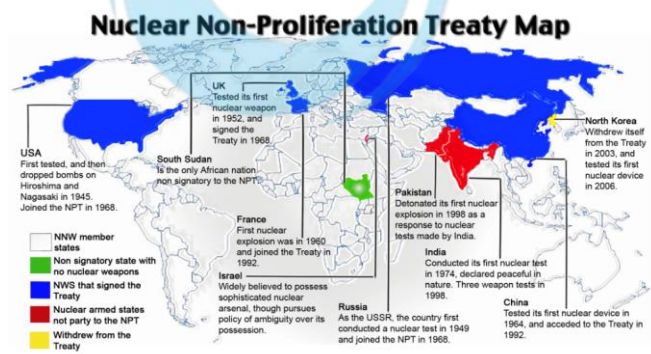 Nuclear Non-Proliferation Treaty Map
UK
Tested its first
nuclear weapon
in 1952, and
signed the
Treaty in 1968
North Korea
Withdrew itself
from the Treaty
in 2003, and
tested its first
nuclear device
in 2006.
USA
First tested, and then
dropped bombs on
Hiroshima and
Nagasaki in 1945.
Joined the NPT in 1968.
South Sudan
Is the only African nation
non signatory to the NPT.
Pakistan
Detonated its first nuclear
explosion in 1998 as a
response to nuclear
tests made by India.
France
First nuclear
explosion was in 1960
and joined the Treaty in
1992.
India
Conducted its first nuclear test
in 1974, declared peaceful in
nature. Three weapon tests in
1998.
Israel
Widely believed to possess
sophisticated nuclear
arsenal, though pursues
policy of ambiguity over its
possession.
Russia
As the USSR, the country first
conducted a nuclear test in 1949
and joined the NPT in 1968.
China
Tested its first nuclear device in
1964, and acceded to the Treaty in
1992.
NNW member
states
Non signatory state with
no nuclear weapons
NWS that signed the
Treaty
Nuclear armed states
not party to the NPT
Withdrew from the
Treaty